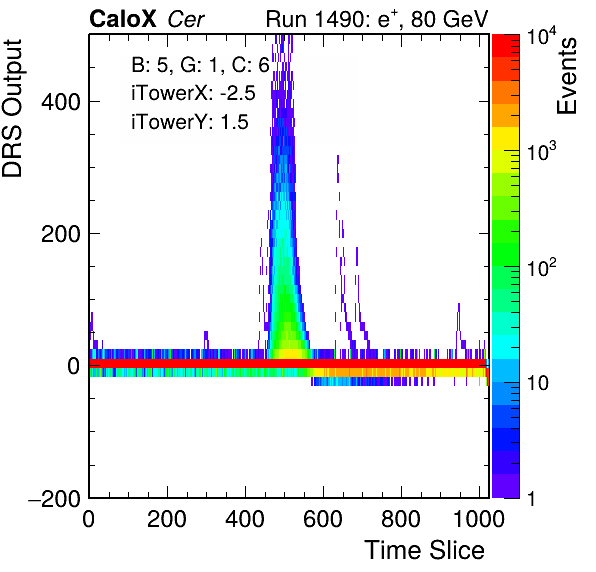 CaloX Cer
Run 1490: e⁺, 80 GeV
B: 5, G: 1, C: 6
iTowerX: -2.5
iTowerY: 1.5
DRS Output
400
200
0
−200
0 200 400 600 800 1000
Time Slice
Events
10⁴
10³
10²
10
1